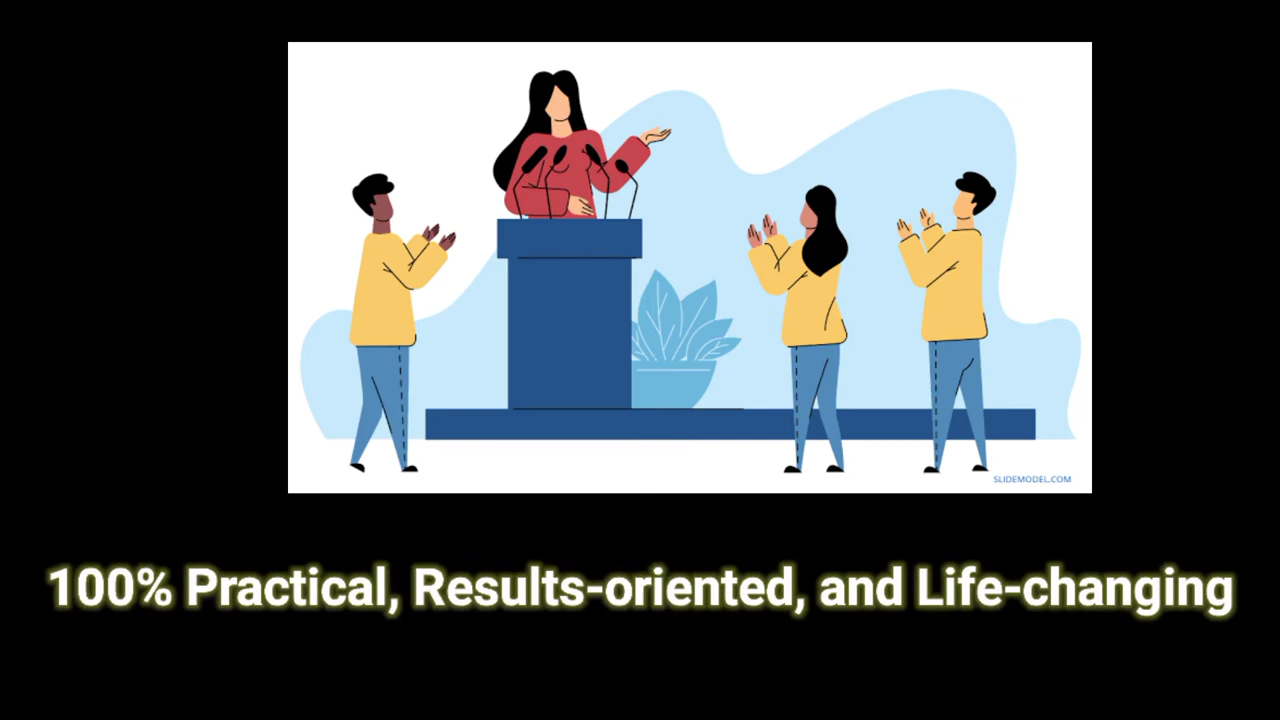 SLIDEMODEL.COM
100% Practical, Results-oriented, and Life-changing